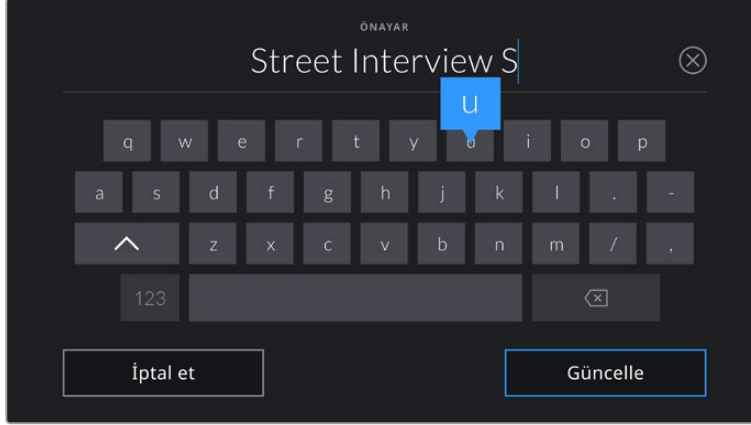 ÖNAYAR
Street Interview S
u
q w e r t y u i o p
a s d f g h j k l . -
z x c v b n m / ,
123
İptal et Güncelle